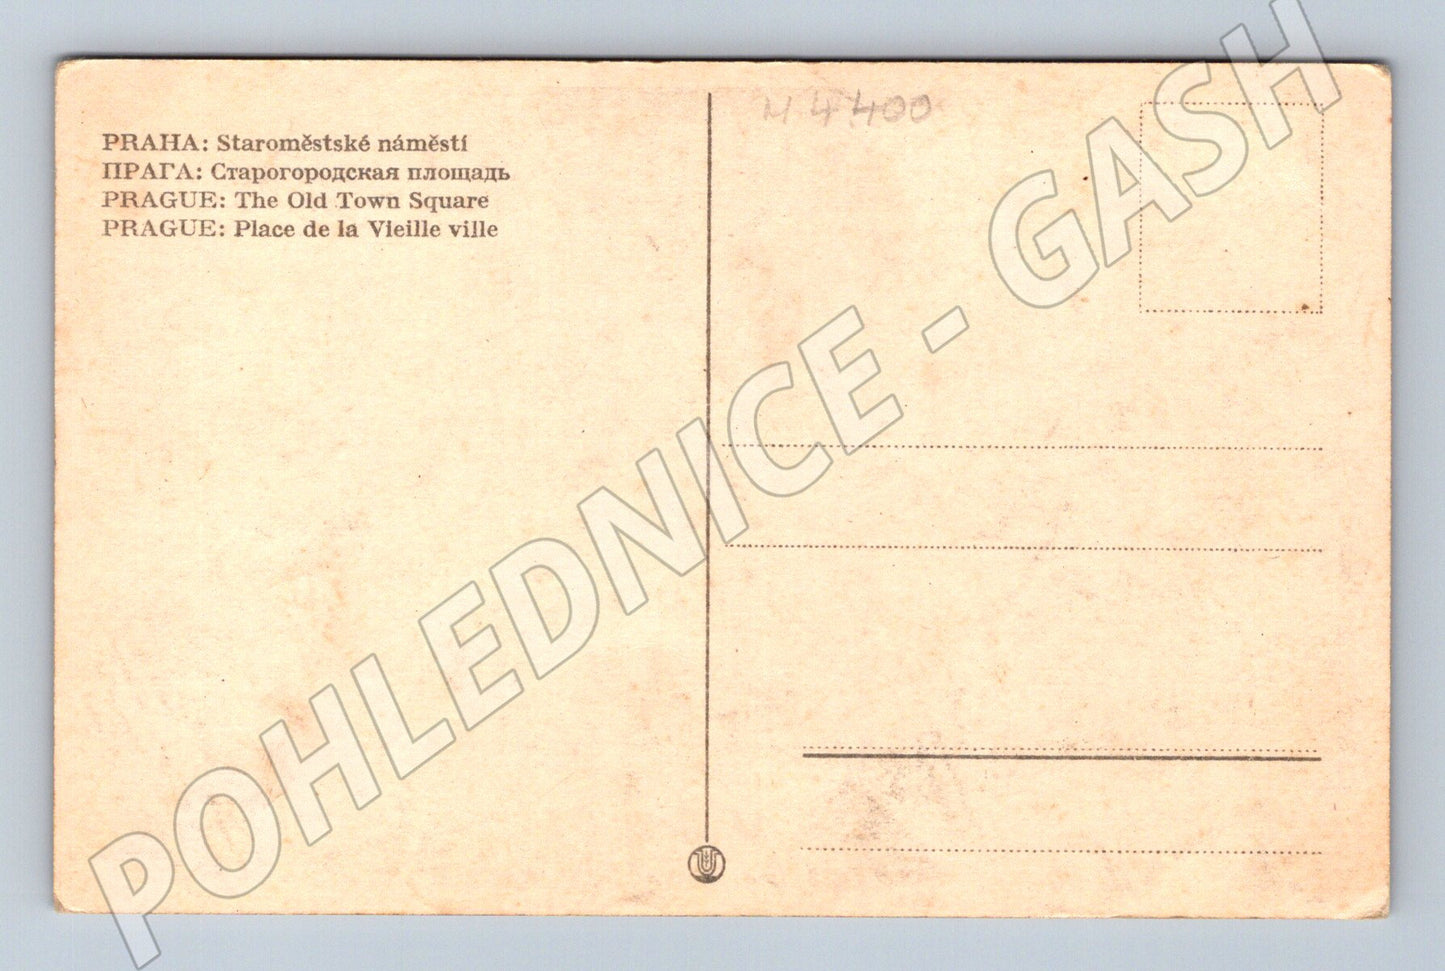 PRAHA: Staroměstské náměstí
ПРАГА: Старогородская площадь
PRAGUE: The Old Town Square
PRAGUE: Place de la Vieille ville
4400
POHLEDNICE - GASH